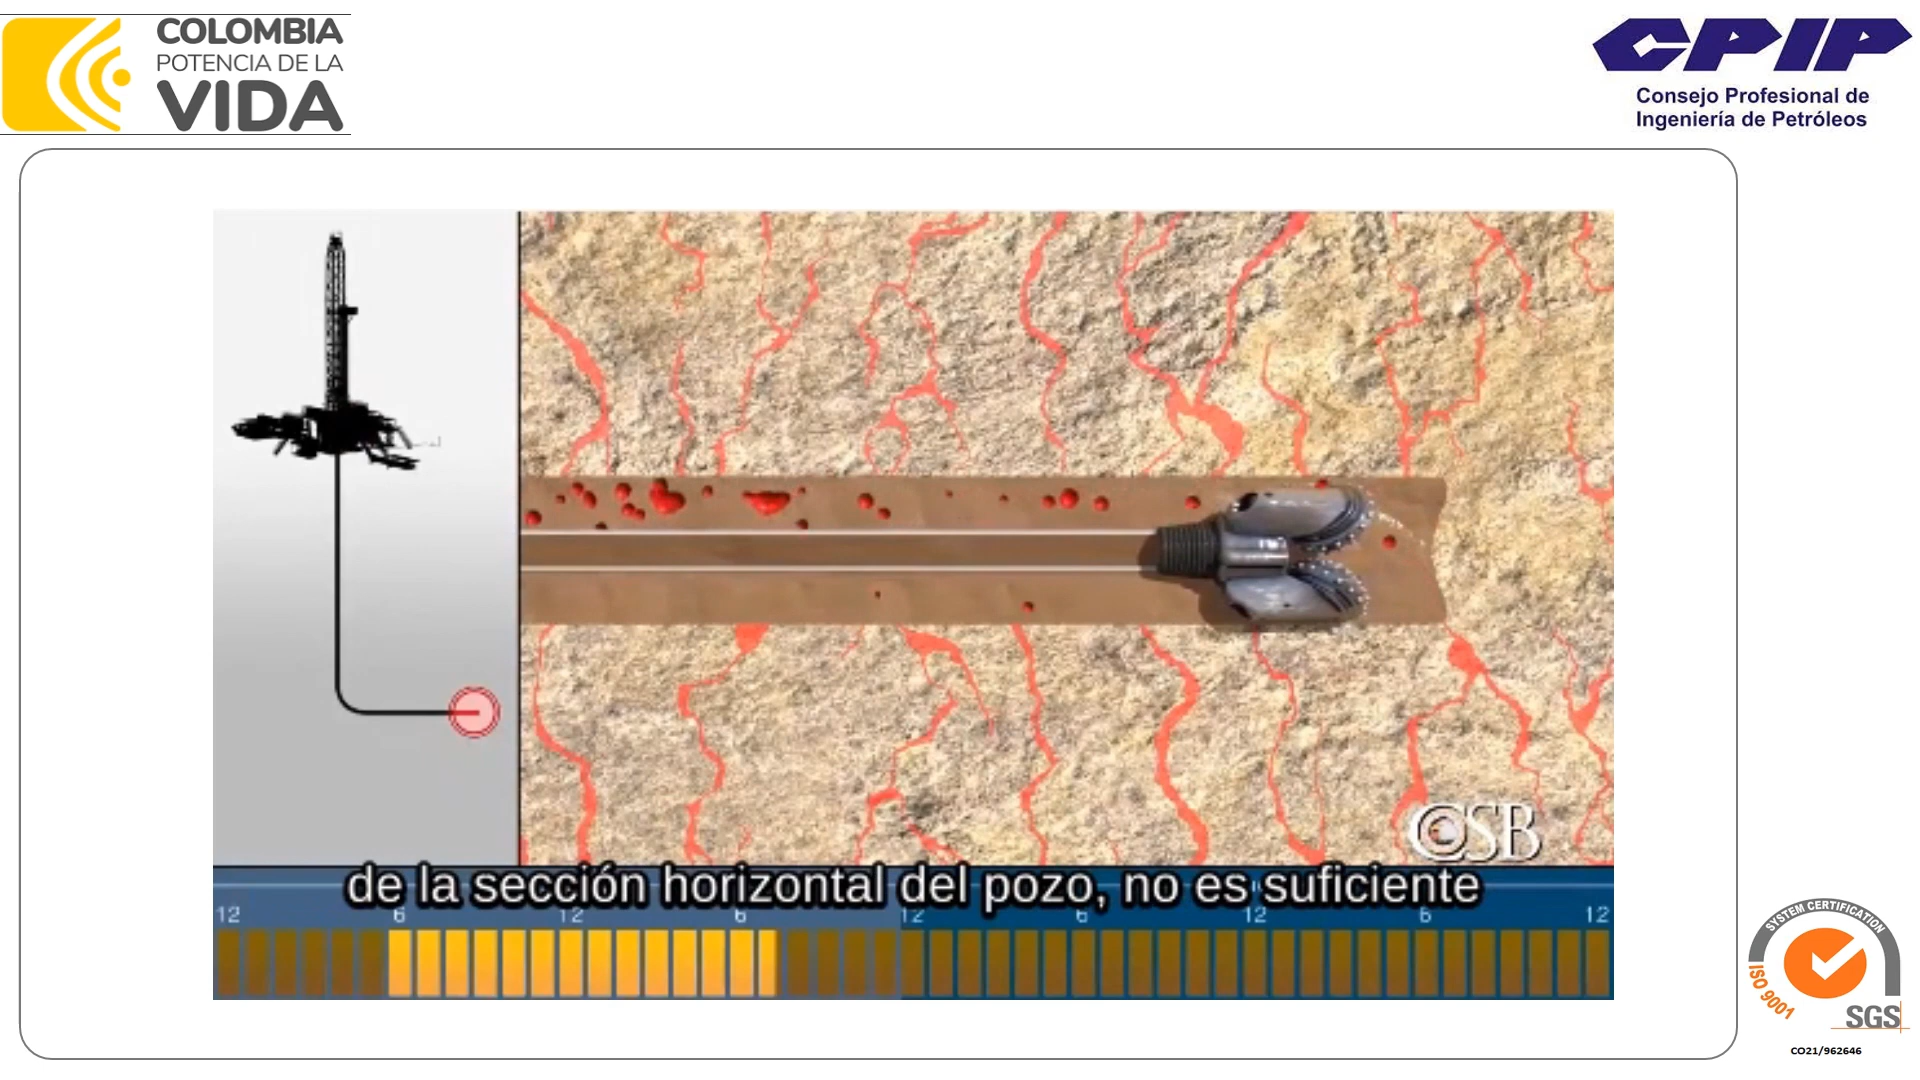 COLOMBIA
POTENCIA DE LA
VIDA
CPIP
Consejo Profesional de
Ingeniería de Petróleos
CSB
de la sección horizontal del pozo, no es suficiente
12 6 12 6 12 6 12 6 12
SYSTEM CERTIFICATION
ISO 9001
SGS
CO21/962646